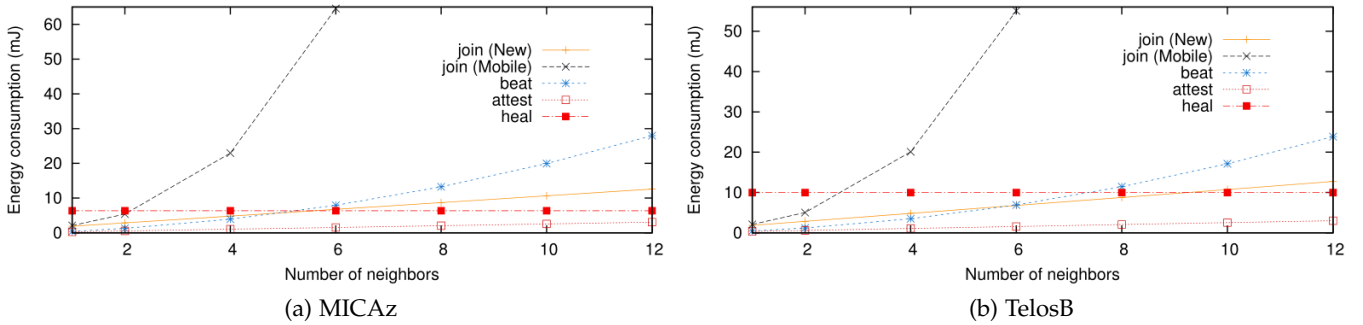 Energy consumption (mJ)
60
50
40
30
20
10
0
2
4
6
8
10
12
Number of neighbors
join (New)
join (Mobile)
beat
attest
heal
(a) MICAz
Energy consumption (mJ)
50
40
30
20
10
0
2
4
6
8
10
12
Number of neighbors
join (New)
join (Mobile)
beat
attest
heal
(b) TelosB